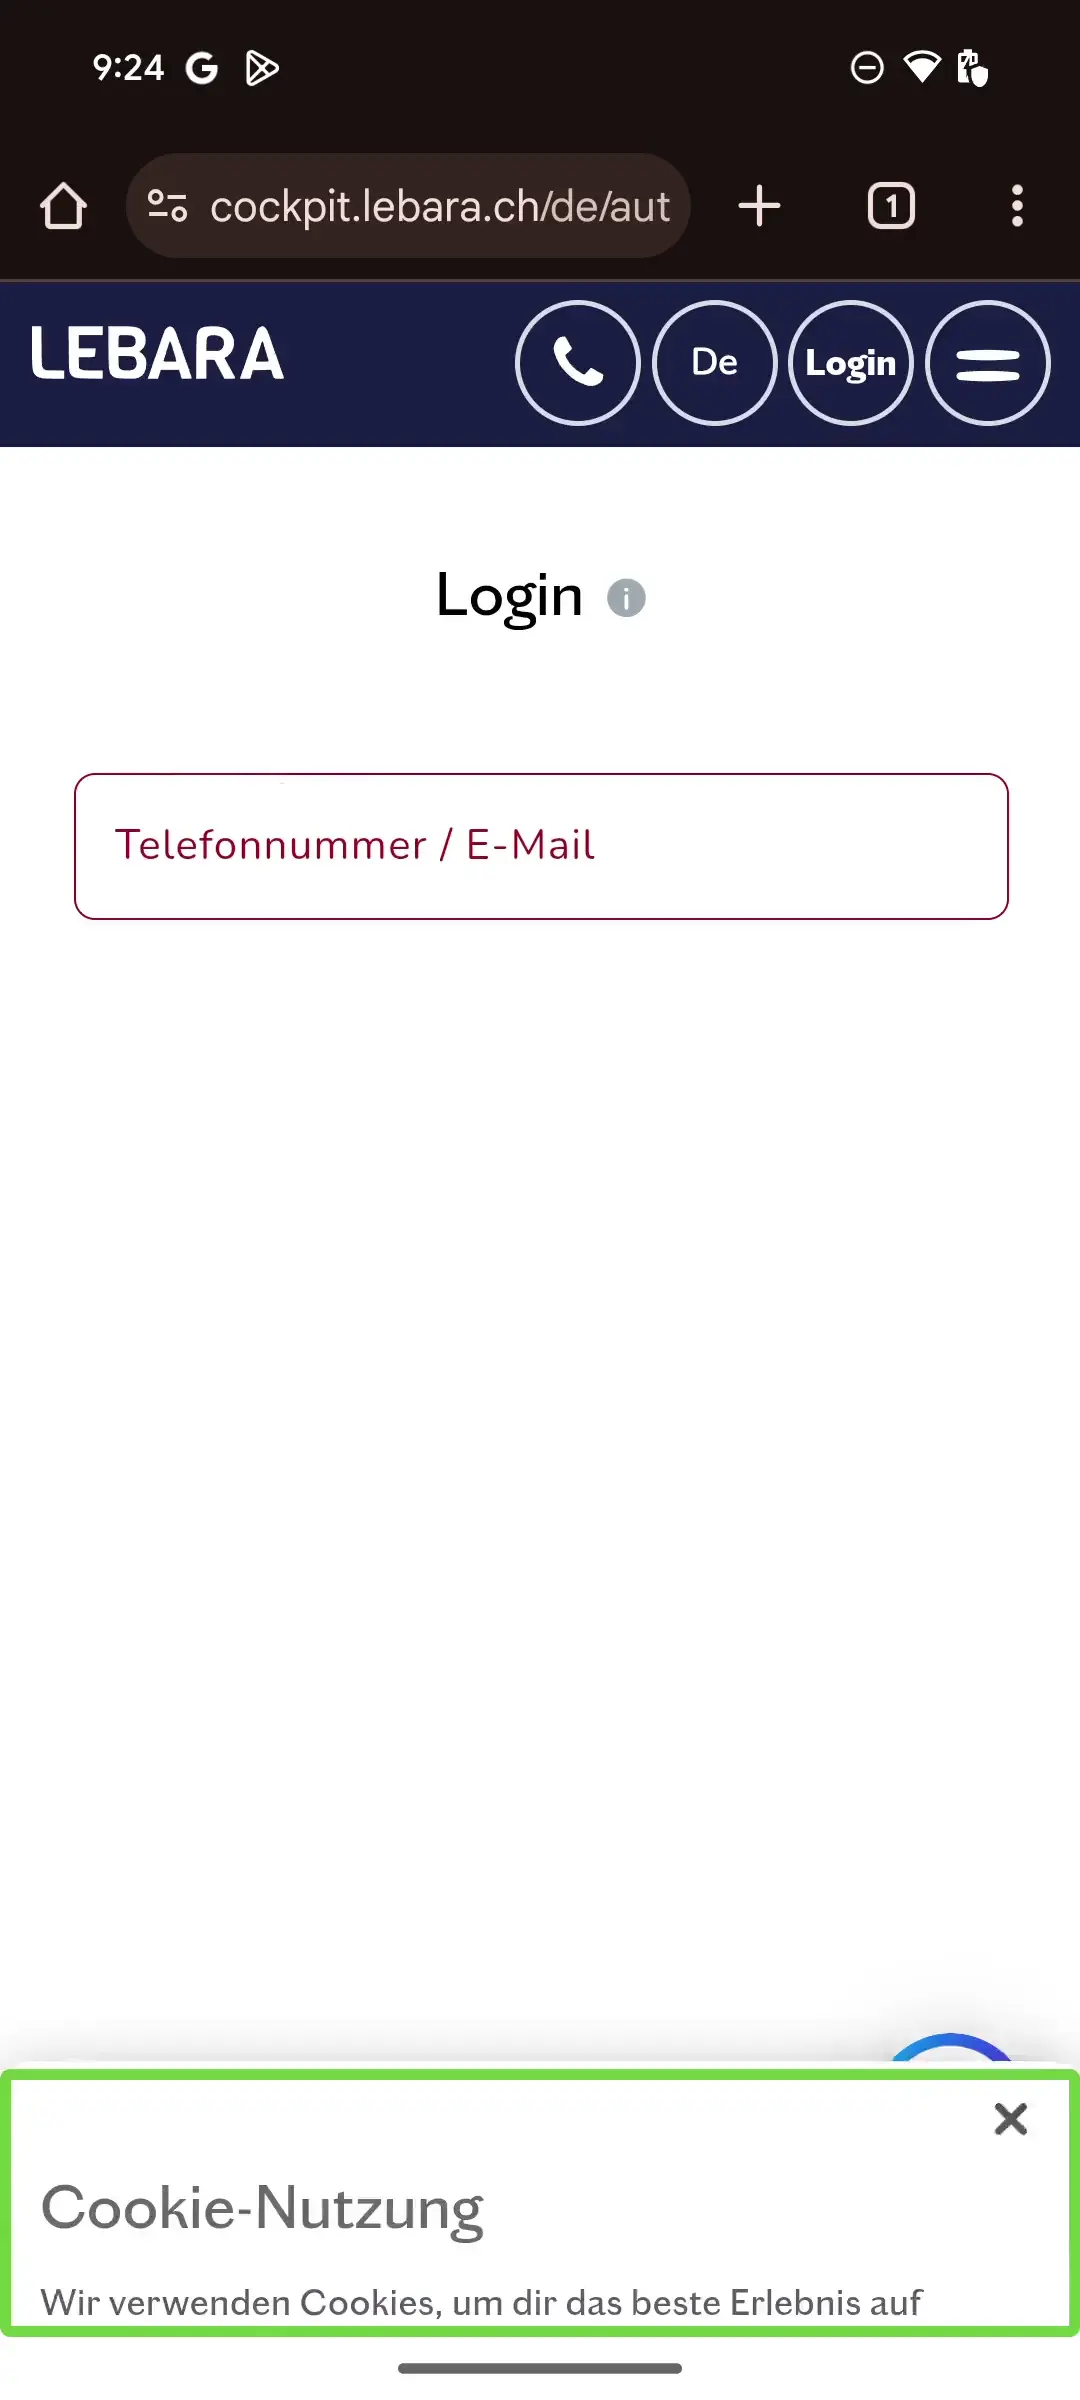 9:24
cockpit.lebara.ch/de/aut
1
LEBARA
De
Login
Login
Telefonnummer / E-Mail
Cookie-Nutzung
Wir verwenden Cookies, um dir das beste Erlebnis auf